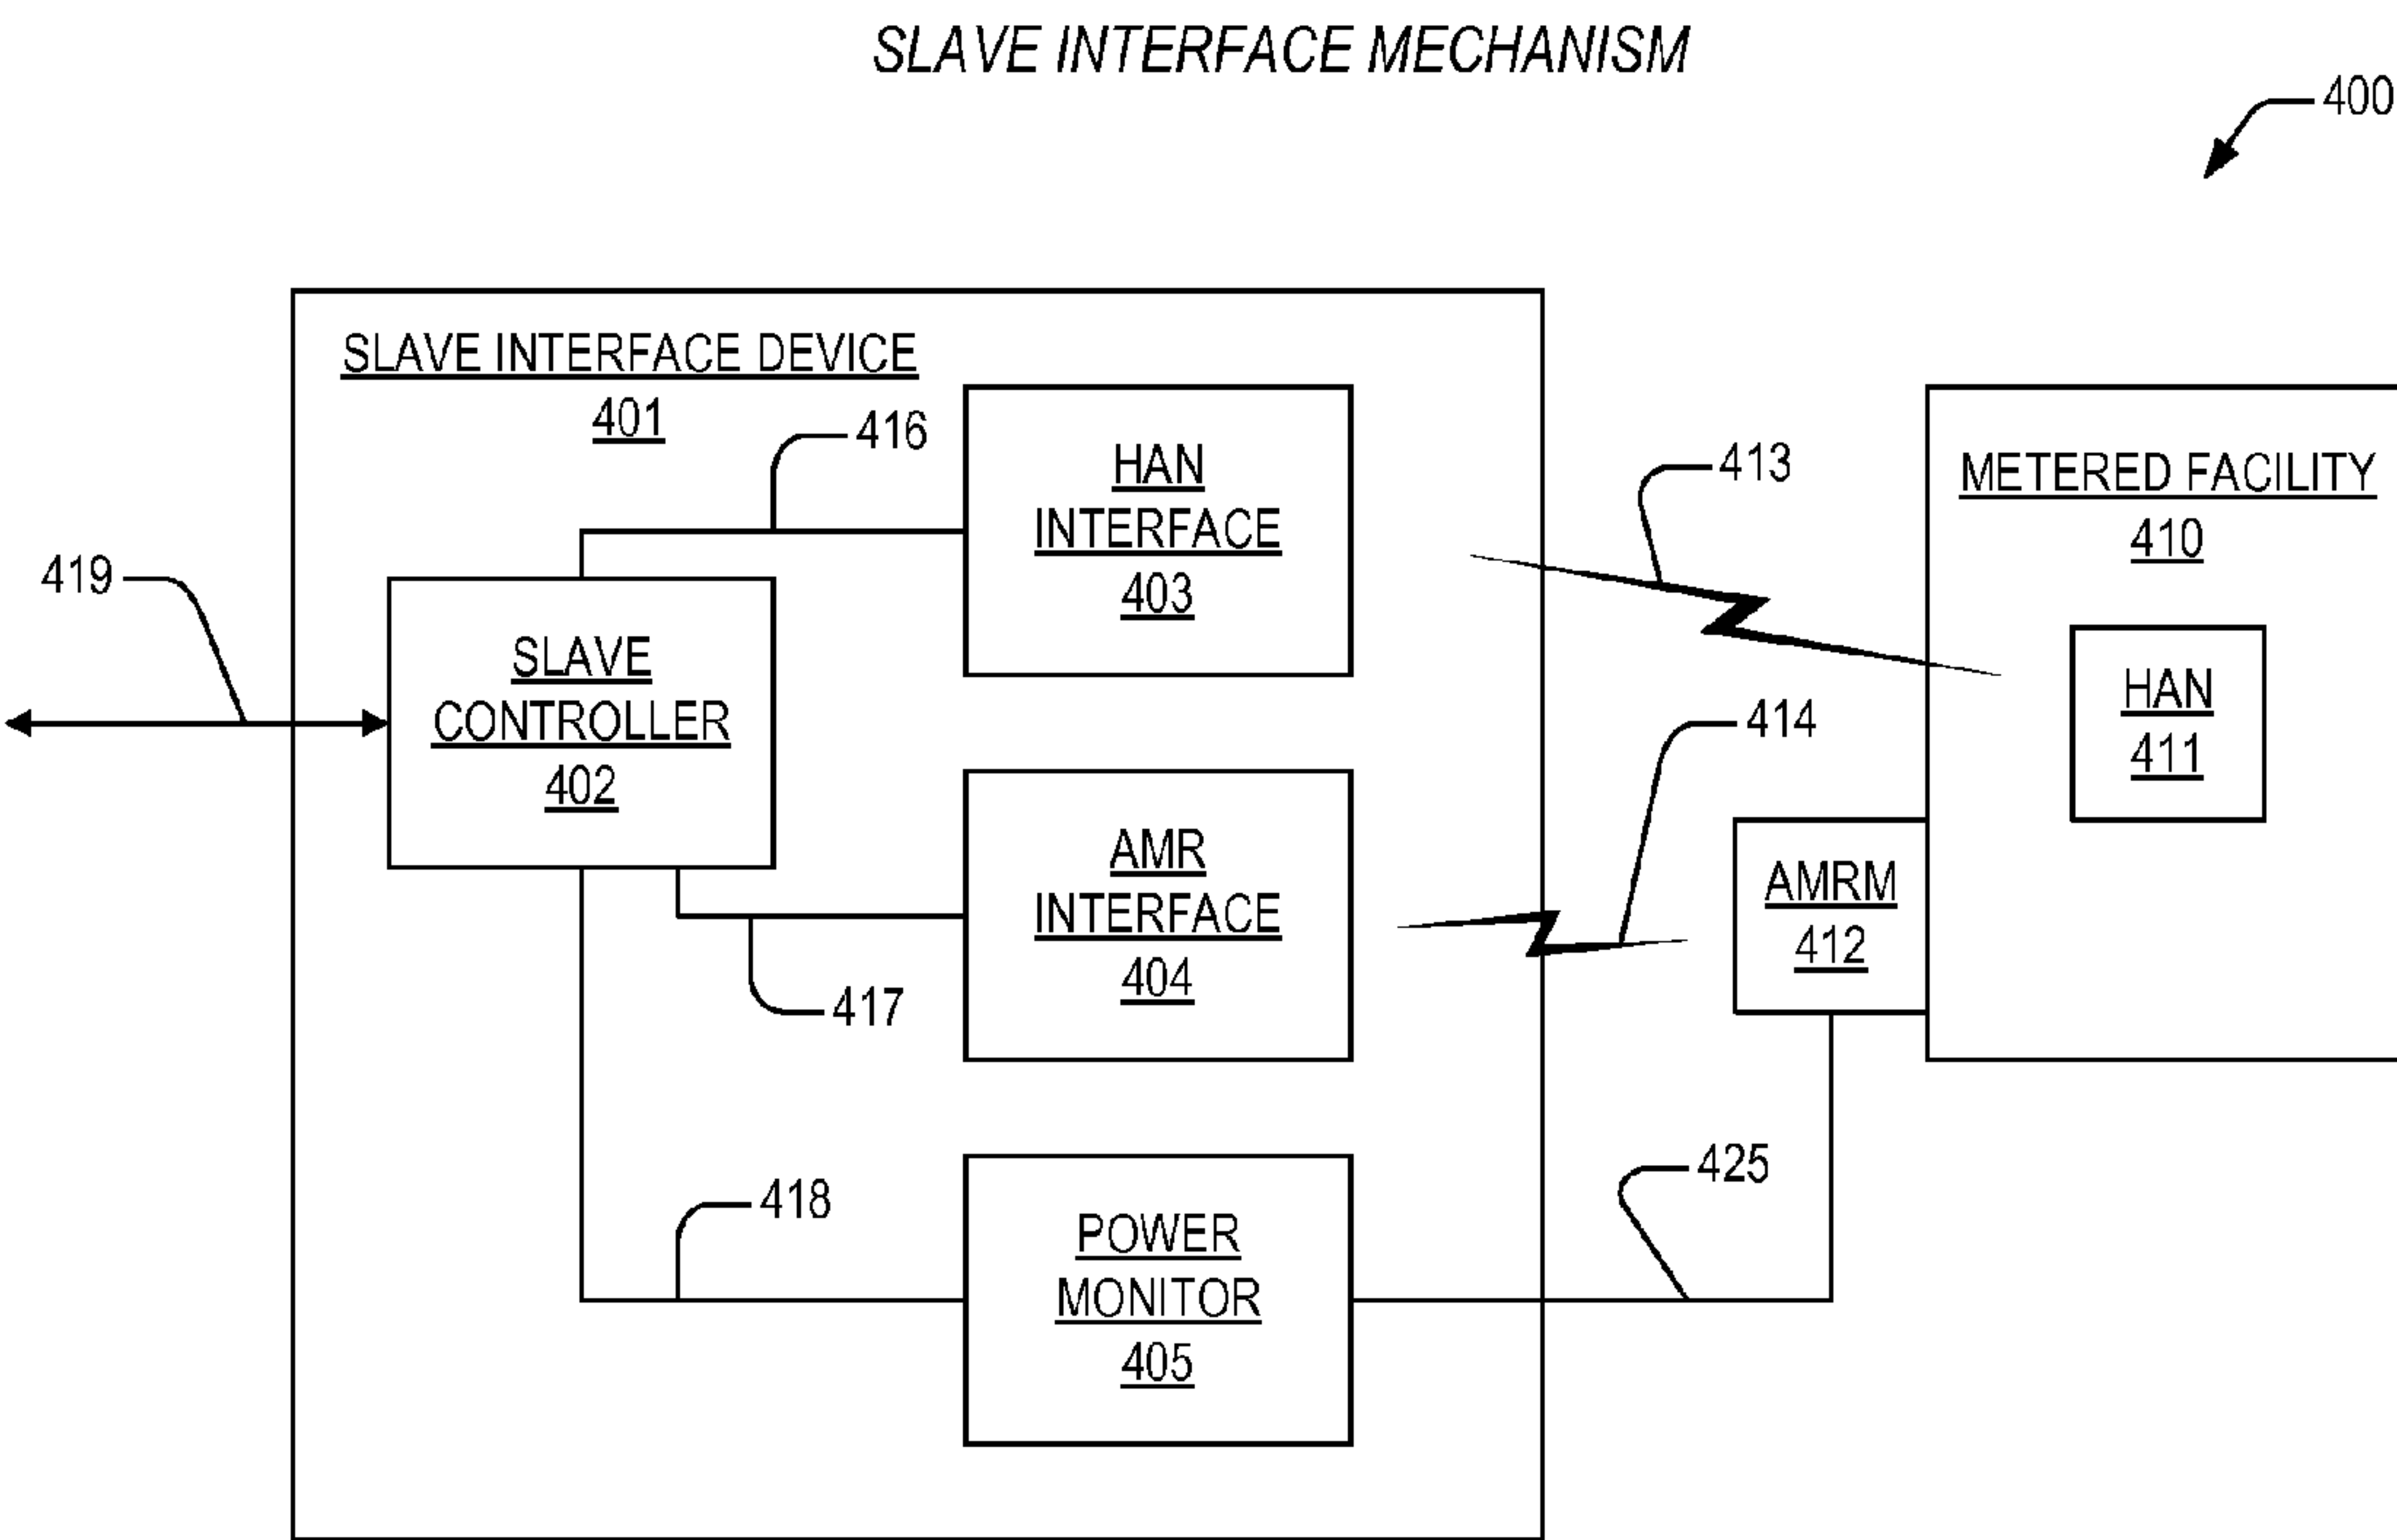 SLAVE INTERFACE MECHANISM
400
SLAVE INTERFACE DEVICE
401
416
HAN
INTERFACE
403
413
METERED FACILITY
410
419
SLAVE
CONTROLLER
402
HAN
411
414
AMR
INTERFACE
404
AMRM
412
417
418
POWER
MONITOR
405
425